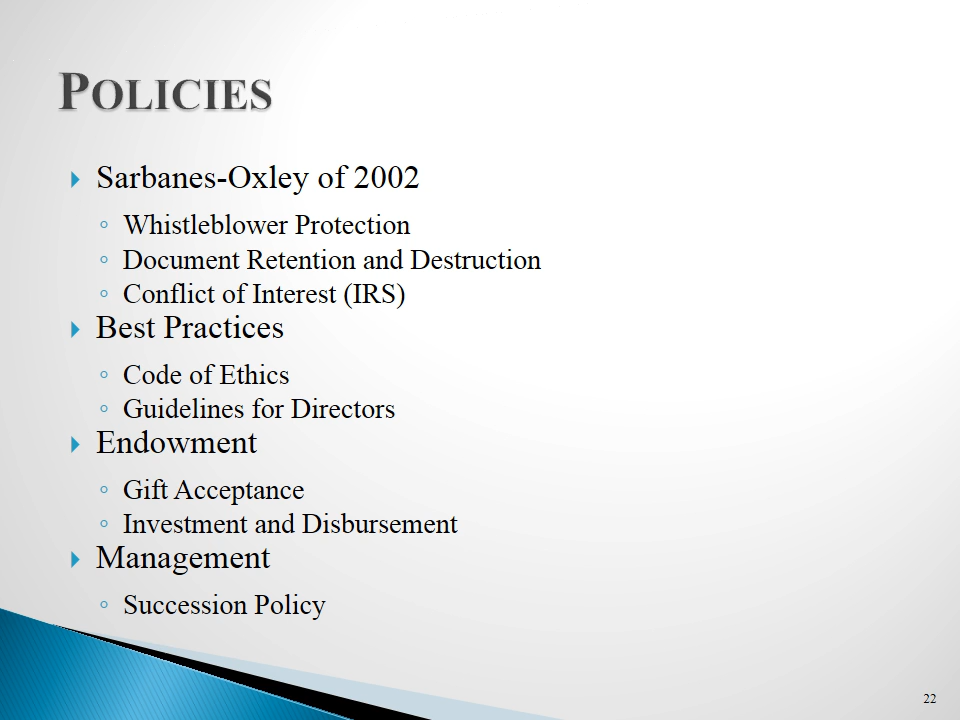 POLICIES
Sarbanes-Oxley of 2002
Whistleblower Protection
Document Retention and Destruction
Conflict of Interest (IRS)
Best Practices
Code of Ethics
Guidelines for Directors
Endowment
Gift Acceptance
Investment and Disbursement
Management
Succession Policy
22